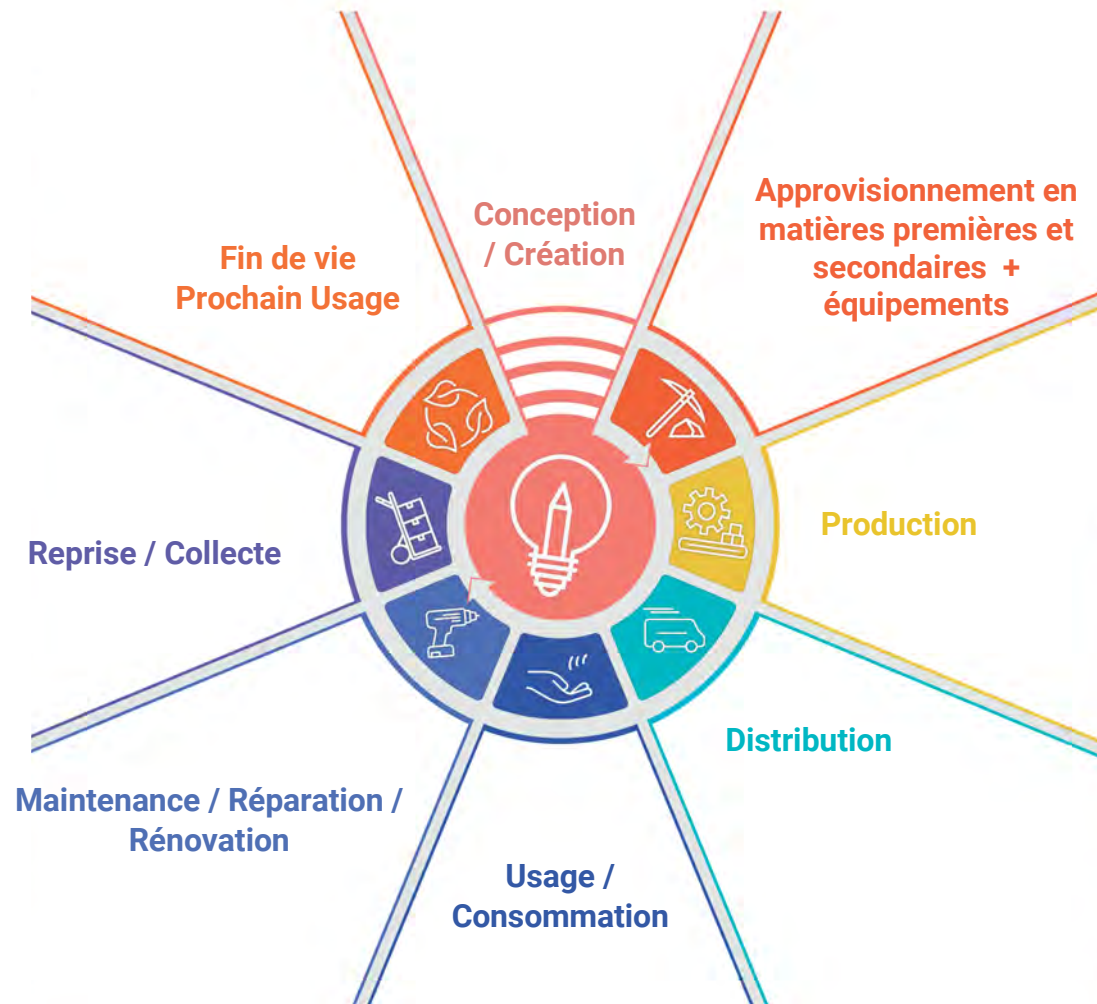 Conception
/ Création
Approvisionnement en
matières premières et
secondaires +
équipements
Production
Distribution
Usage /
Consommation
Maintenance / Réparation /
Rénovation
Reprise / Collecte
Fin de vie
Prochain Usage